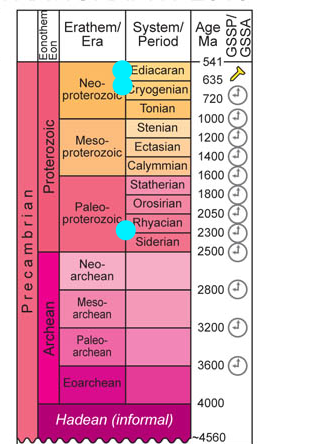 Eonothem
Eon
Erathem/
Era
System/
Period
Age
Ma
GSSP/
GSSA
Precambrian
Proterozoic
Neo-
proterozoic
Ediacaran
Cryogenian
Tonian
Meso-
proterozoic
Stenian
Ectasian
Calymmian
Paleo-
proterozoic
Statherian
Orosirian
Rhyacian
Siderian
Archean
Neo-
archean
Meso-
archean
Paleo-
archean
Eoarchean
Hadean (informal)
541
635
720
1000
1200
1400
1600
1800
2050
2300
2500
2800
3200
3600
4000
~4560